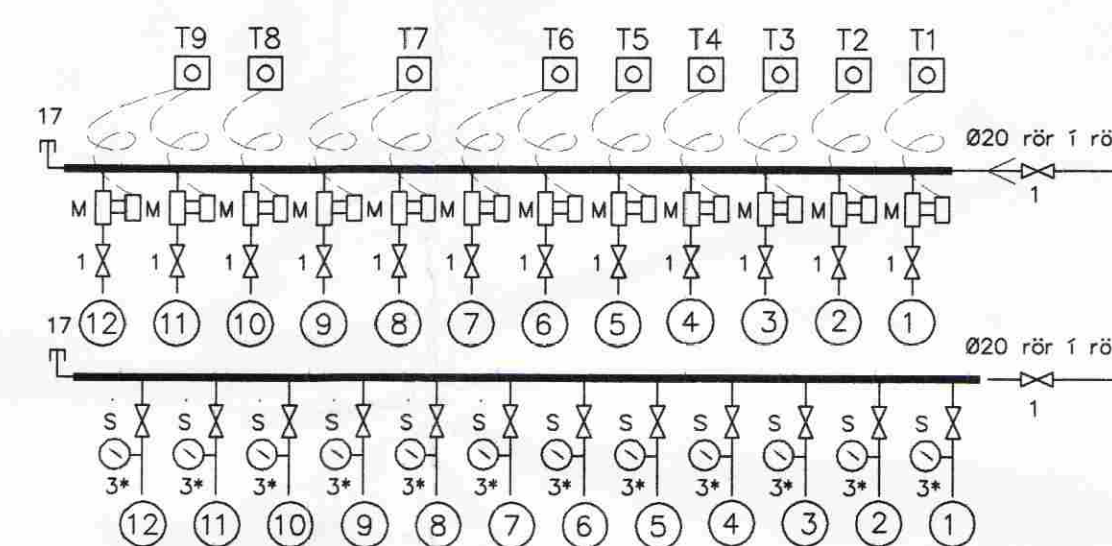 T9 T8 T7 T6 T5 T4 T3 T2 T1
17
Ø20 rör í rö
1
M M M M M M M M M M M M
1 1 1 1 1 1 1 1 1 1 1 1
12 11 10 9 8 7 6 5 4 3 2 1
17
Ø20 rör í rö
1
S S S S S S S S S S S S
3* 3* 3* 3* 3* 3* 3* 3* 3* 3* 3* 3*
12 11 10 9 8 7 6 5 4 3 2 1